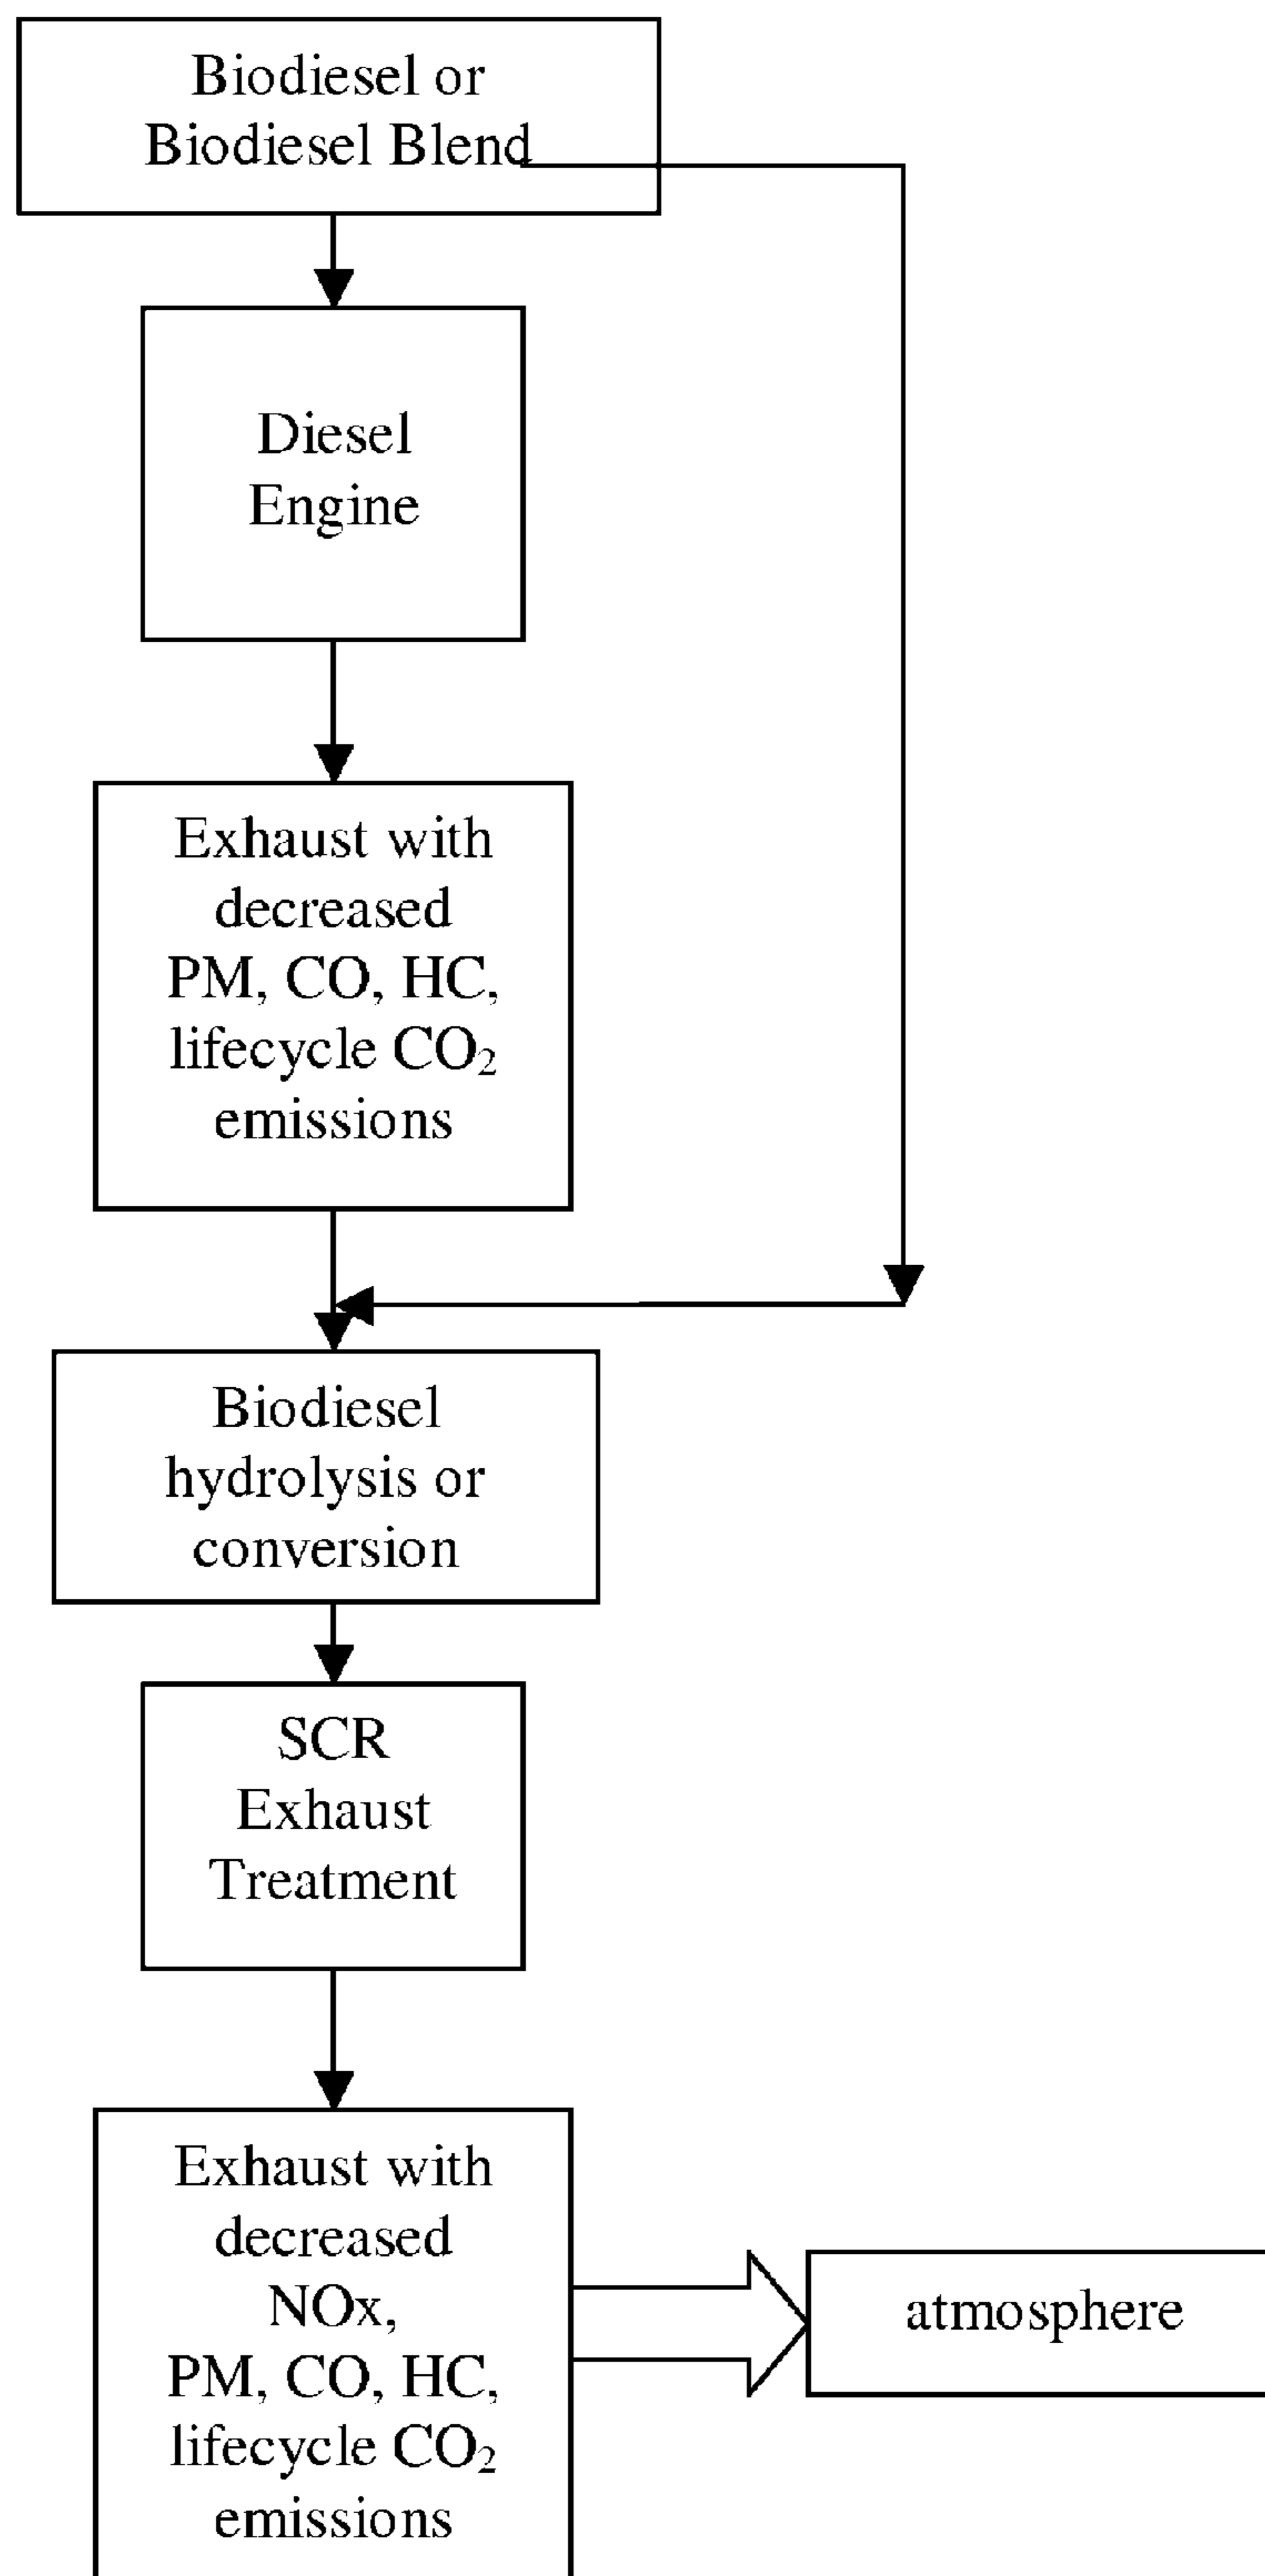 Biodiesel or
Biodiesel Blend
Diesel
Engine
Exhaust with
decreased
PM, CO, HC,
lifecycle CO₂
emissions
Biodiesel
hydrolysis or
conversion
SCR
Exhaust
Treatment
Exhaust with
decreased
NOx,
PM, CO, HC,
lifecycle CO₂
emissions
atmosphere